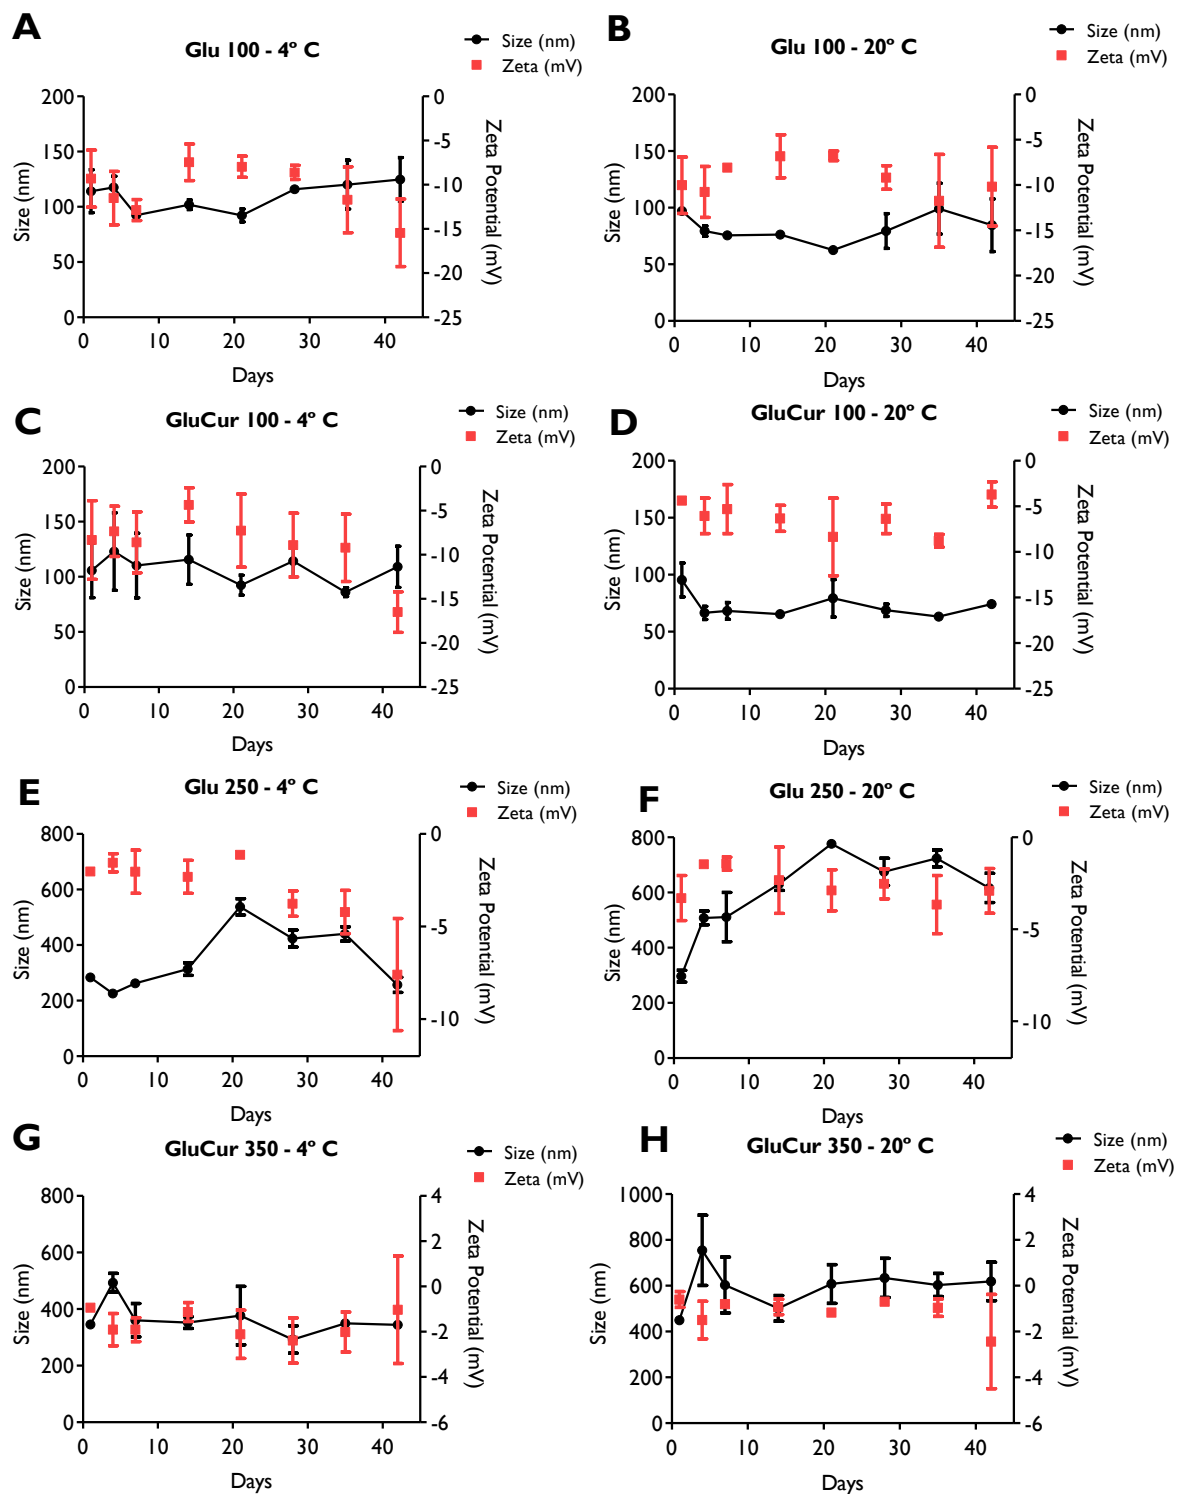 A
Glu 100 - 4º C
Size (nm)
Zeta (mV)
200
150
100
50
0
0
-5
-10
-15
-20
-25
0 10 20 30 40
Size (nm)
Zeta Potential (mV)
Days
B
Glu 100 - 20º C
Size (nm)
Zeta (mV)
200
150
100
50
0
0
-5
-10
-15
-20
-25
0 10 20 30 40
Size (nm)
Zeta Potential (mV)
Days
C
GluCur 100 - 4º C
Size (nm)
Zeta (mV)
200
150
100
50
0
0
-5
-10
-15
-20
-25
0 10 20 30 40
Size (nm)
Zeta Potential (mV)
Days
D
GluCur 100 - 20º C
Size (nm)
Zeta (mV)
200
150
100
50
0
0
-5
-10
-15
-20
-25
0 10 20 30 40
Size (nm)
Zeta Potential (mV)
Days
E
Glu 250 - 4º C
Size (nm)
Zeta (mV)
800
600
400
200
0
0
-5
-10
0 10 20 30 40
Size (nm)
Zeta Potential (mV)
Days
F
Glu 250 - 20º C
Size (nm)
Zeta (mV)
800
600
400
200
0
0
-5
-10
0 10 20 30 40
Size (nm)
Zeta Potential (mV)
Days
G
GluCur 350 - 4º C
Size (nm)
Zeta (mV)
800
600
400
200
0
4
2
0
-2
-4
-6
0 10 20 30 40
Size (nm)
Zeta Potential (mV)
Days
H
GluCur 350 - 20º C
Size (nm)
Zeta (mV)
1000
800
600
400
200
0
4
2
0
-2
-4
-6
0 10 20 30 40
Size (nm)
Zeta Potential (mV)
Days